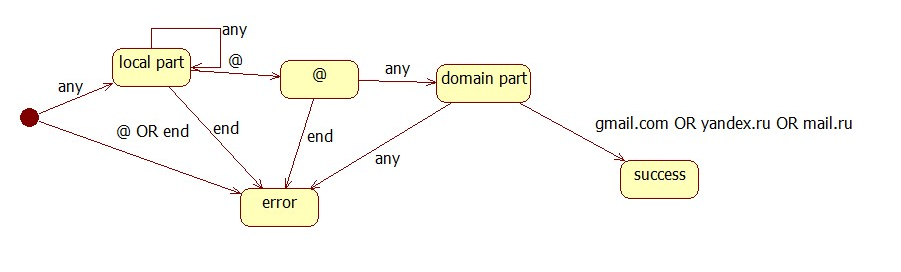 any
local part
@
any
@
any
domain part
@ OR end
end
end
any
gmail.com OR yandex.ru OR mail.ru
error
success